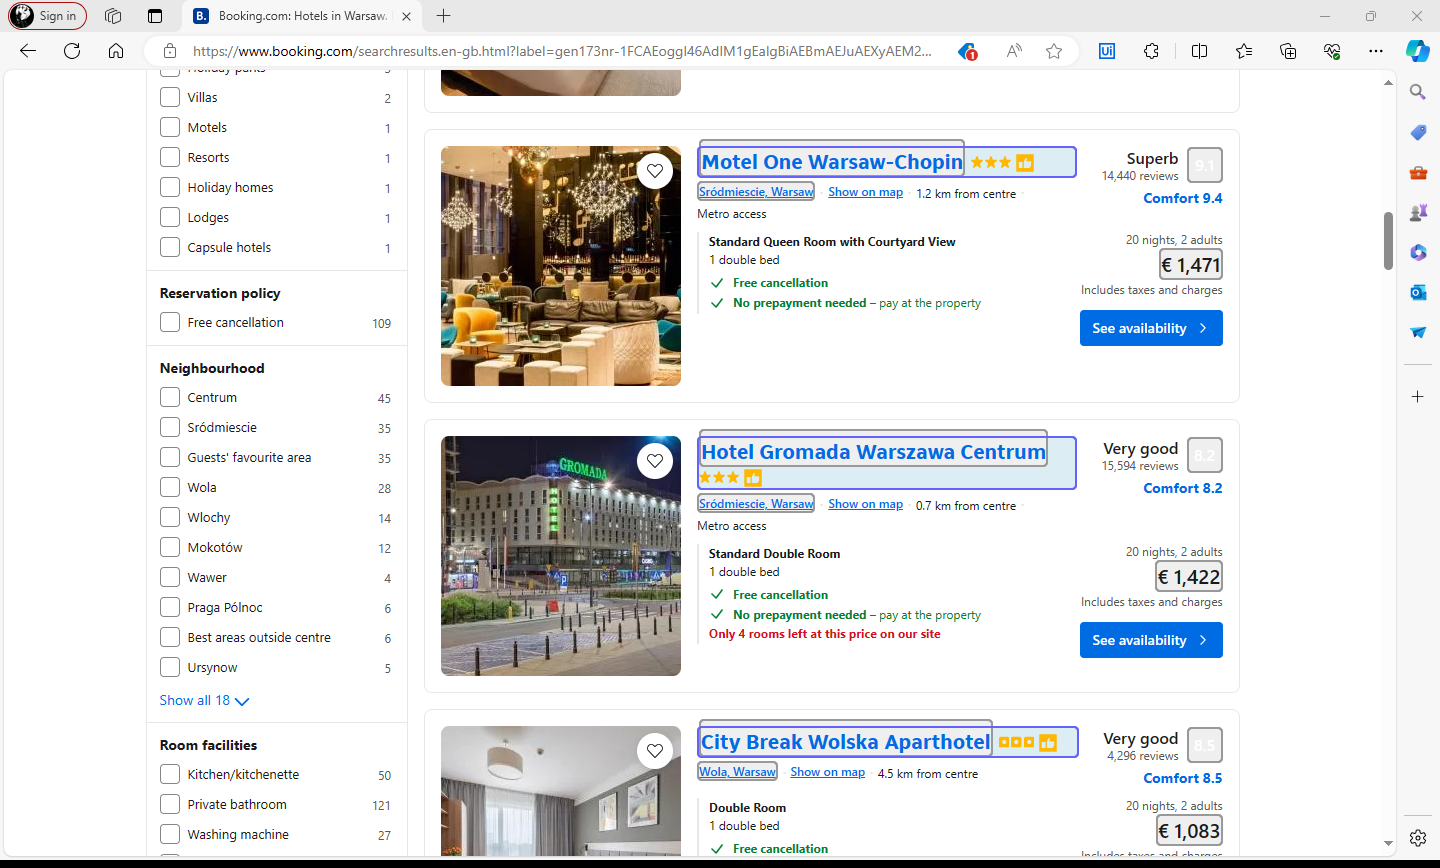 Sign in
B. Booking.com: Hotels in Warsaw.
https://www.booking.com/searchresults.en-gb.html?label=gen173nr-1FCAEoggI46AdIM1gEaIgBiAEBmAEJuAEXyAEM2...
1
Ui
Holiday parks
Villas 2
Motels 1
Resorts 1
Holiday homes 1
Lodges 1
Capsule hotels 1
Reservation policy
Free cancellation 109
Neighbourhood
Centrum 45
Sródmiescie 35
Guests' favourite area 35
Wola 28
Wlochy 14
Mokotów 12
Wawer 4
Praga Pólnoc 6
Best areas outside centre 6
Ursynow 5
Show all 18
Room facilities
Kitchen/kitchenette 50
Private bathroom 121
Washing machine 27
Motel One Warsaw-Chopin
Sródmiescie, Warsaw · Show on map · 1.2 km from centre ·
Metro access
Standard Queen Room with Courtyard View
1 double bed
Free cancellation
No prepayment needed – pay at the property
Superb
14,440 reviews
9.1
Comfort 9.4
20 nights, 2 adults
€ 1,471
Includes taxes and charges
See availability
GROMADA
HOTEL
Hotel Gromada Warszawa Centrum
Sródmiescie, Warsaw · Show on map · 0.7 km from centre ·
Metro access
Standard Double Room
1 double bed
Free cancellation
No prepayment needed – pay at the property
Only 4 rooms left at this price on our site
Very good
15,594 reviews
8.2
Comfort 8.2
20 nights, 2 adults
€ 1,422
Includes taxes and charges
See availability
City Break Wolska Aparthotel
Wola, Warsaw · Show on map · 4.5 km from centre
Double Room
1 double bed
Free cancellation
Very good
4,296 reviews
8.5
Comfort 8.5
20 nights, 2 adults
€ 1,083
Includes taxes and charges